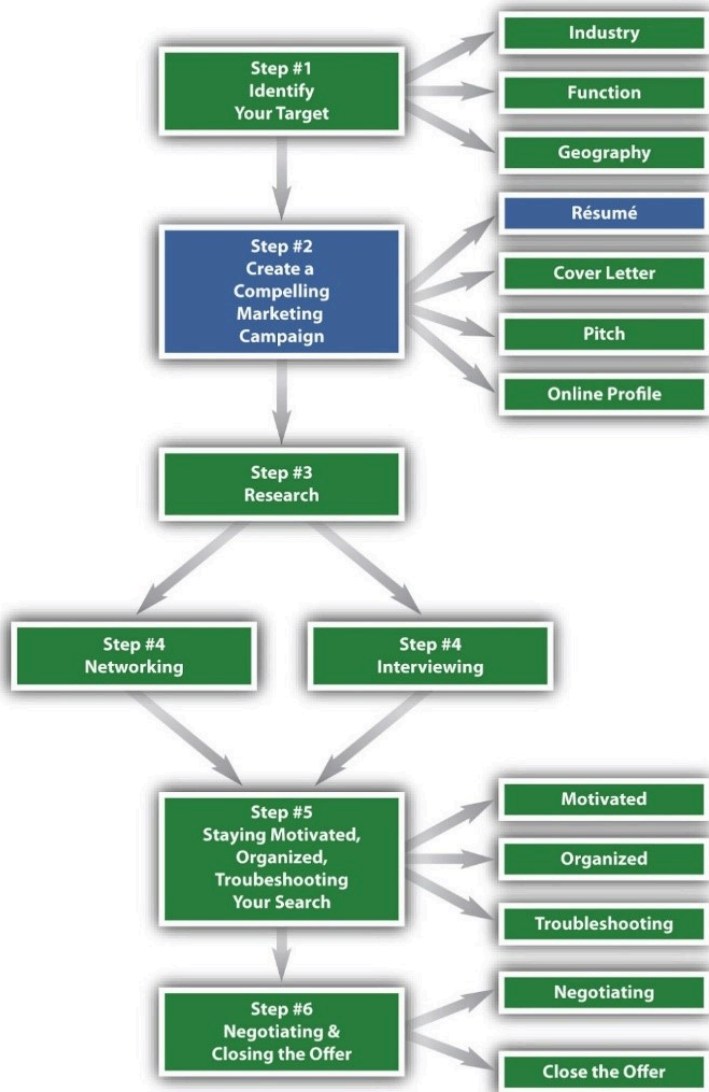 Step #1
Identify
Your Target
Industry
Function
Geography
Step #2
Create a
Compelling
Marketing
Campaign
Résumé
Cover Letter
Pitch
Online Profile
Step #3
Research
Step #4
Networking
Step #4
Interviewing
Step #5
Staying Motivated,
Organized,
Troubeshooting
Your Search
Motivated
Organized
Troubleshooting
Step #6
Negotiating &
Closing the Offer
Negotiating
Close the Offer